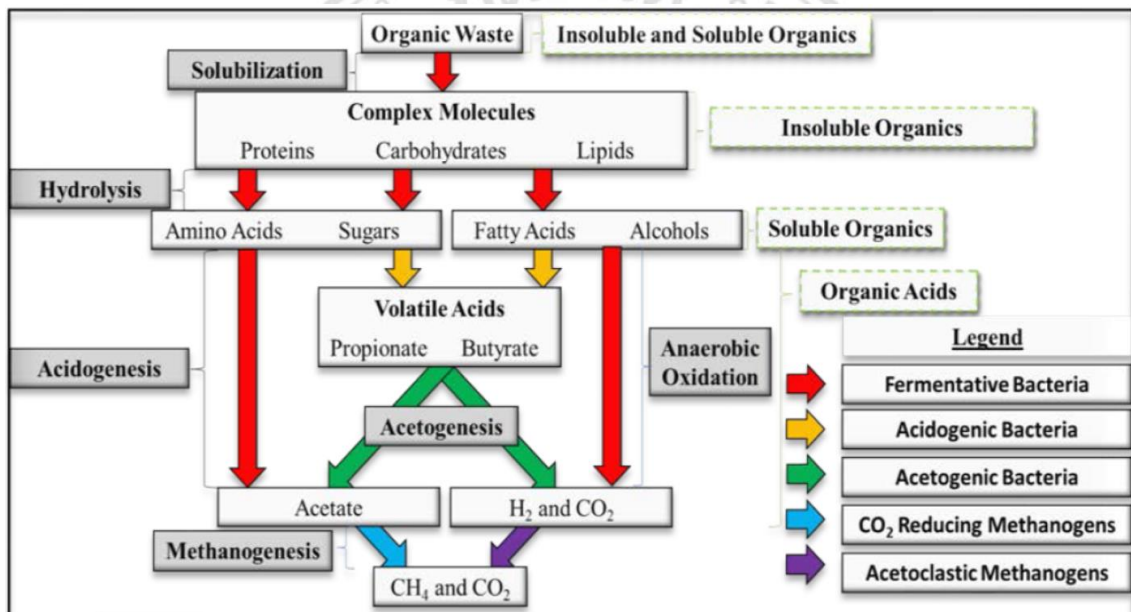 Organic Waste
Insoluble and Soluble Organics
Solubilization
Complex Molecules
Proteins Carbohydrates Lipids
Insoluble Organics
Hydrolysis
Amino Acids Sugars
Fatty Acids Alcohols
Soluble Organics
Volatile Acids
Propionate Butyrate
Organic Acids
Acidogenesis
Anaerobic
Oxidation
Acetogenesis
Legend
Fermentative Bacteria
Acidogenic Bacteria
Acetogenic Bacteria
CO₂ Reducing Methanogens
Acetoclastic Methanogens
Acetate
H₂ and CO₂
Methanogenesis
CH₄ and CO₂